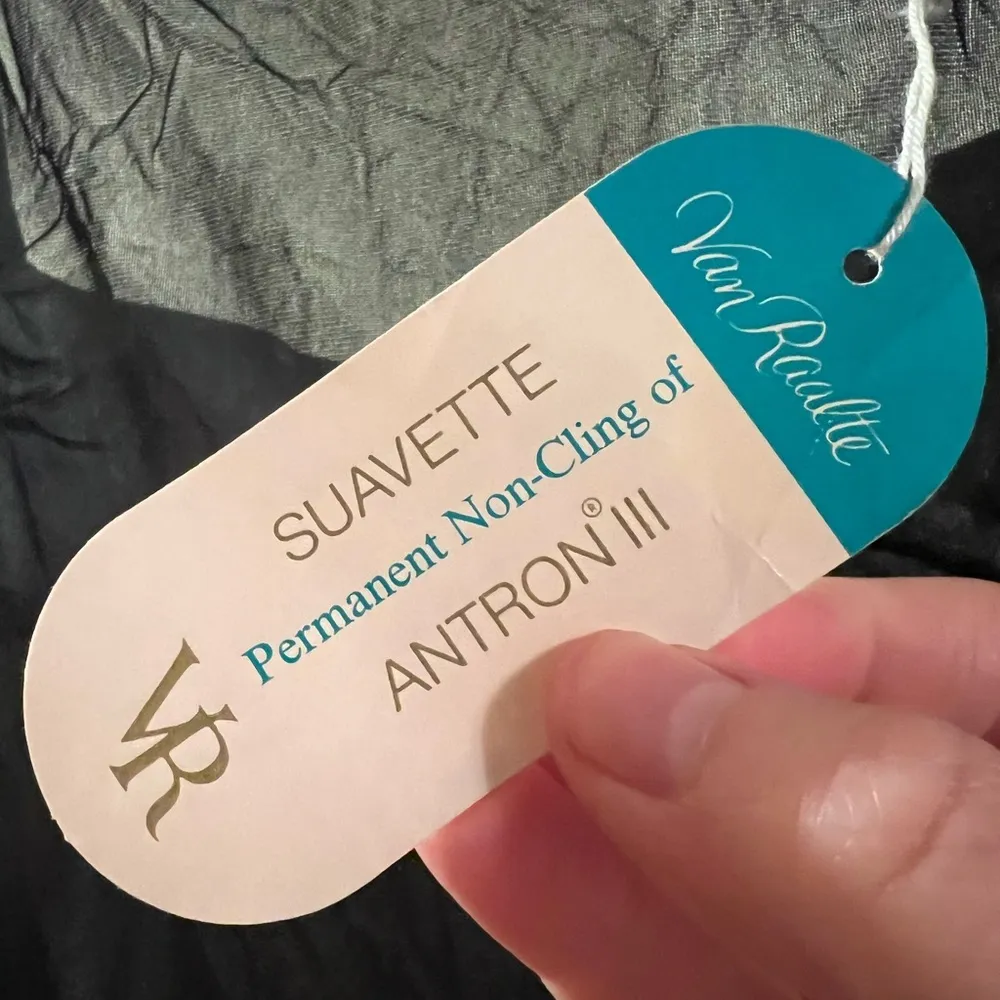 Van Raalte
SUAVETTE
Permanent Non-Cling of
ANTRON® III
VR